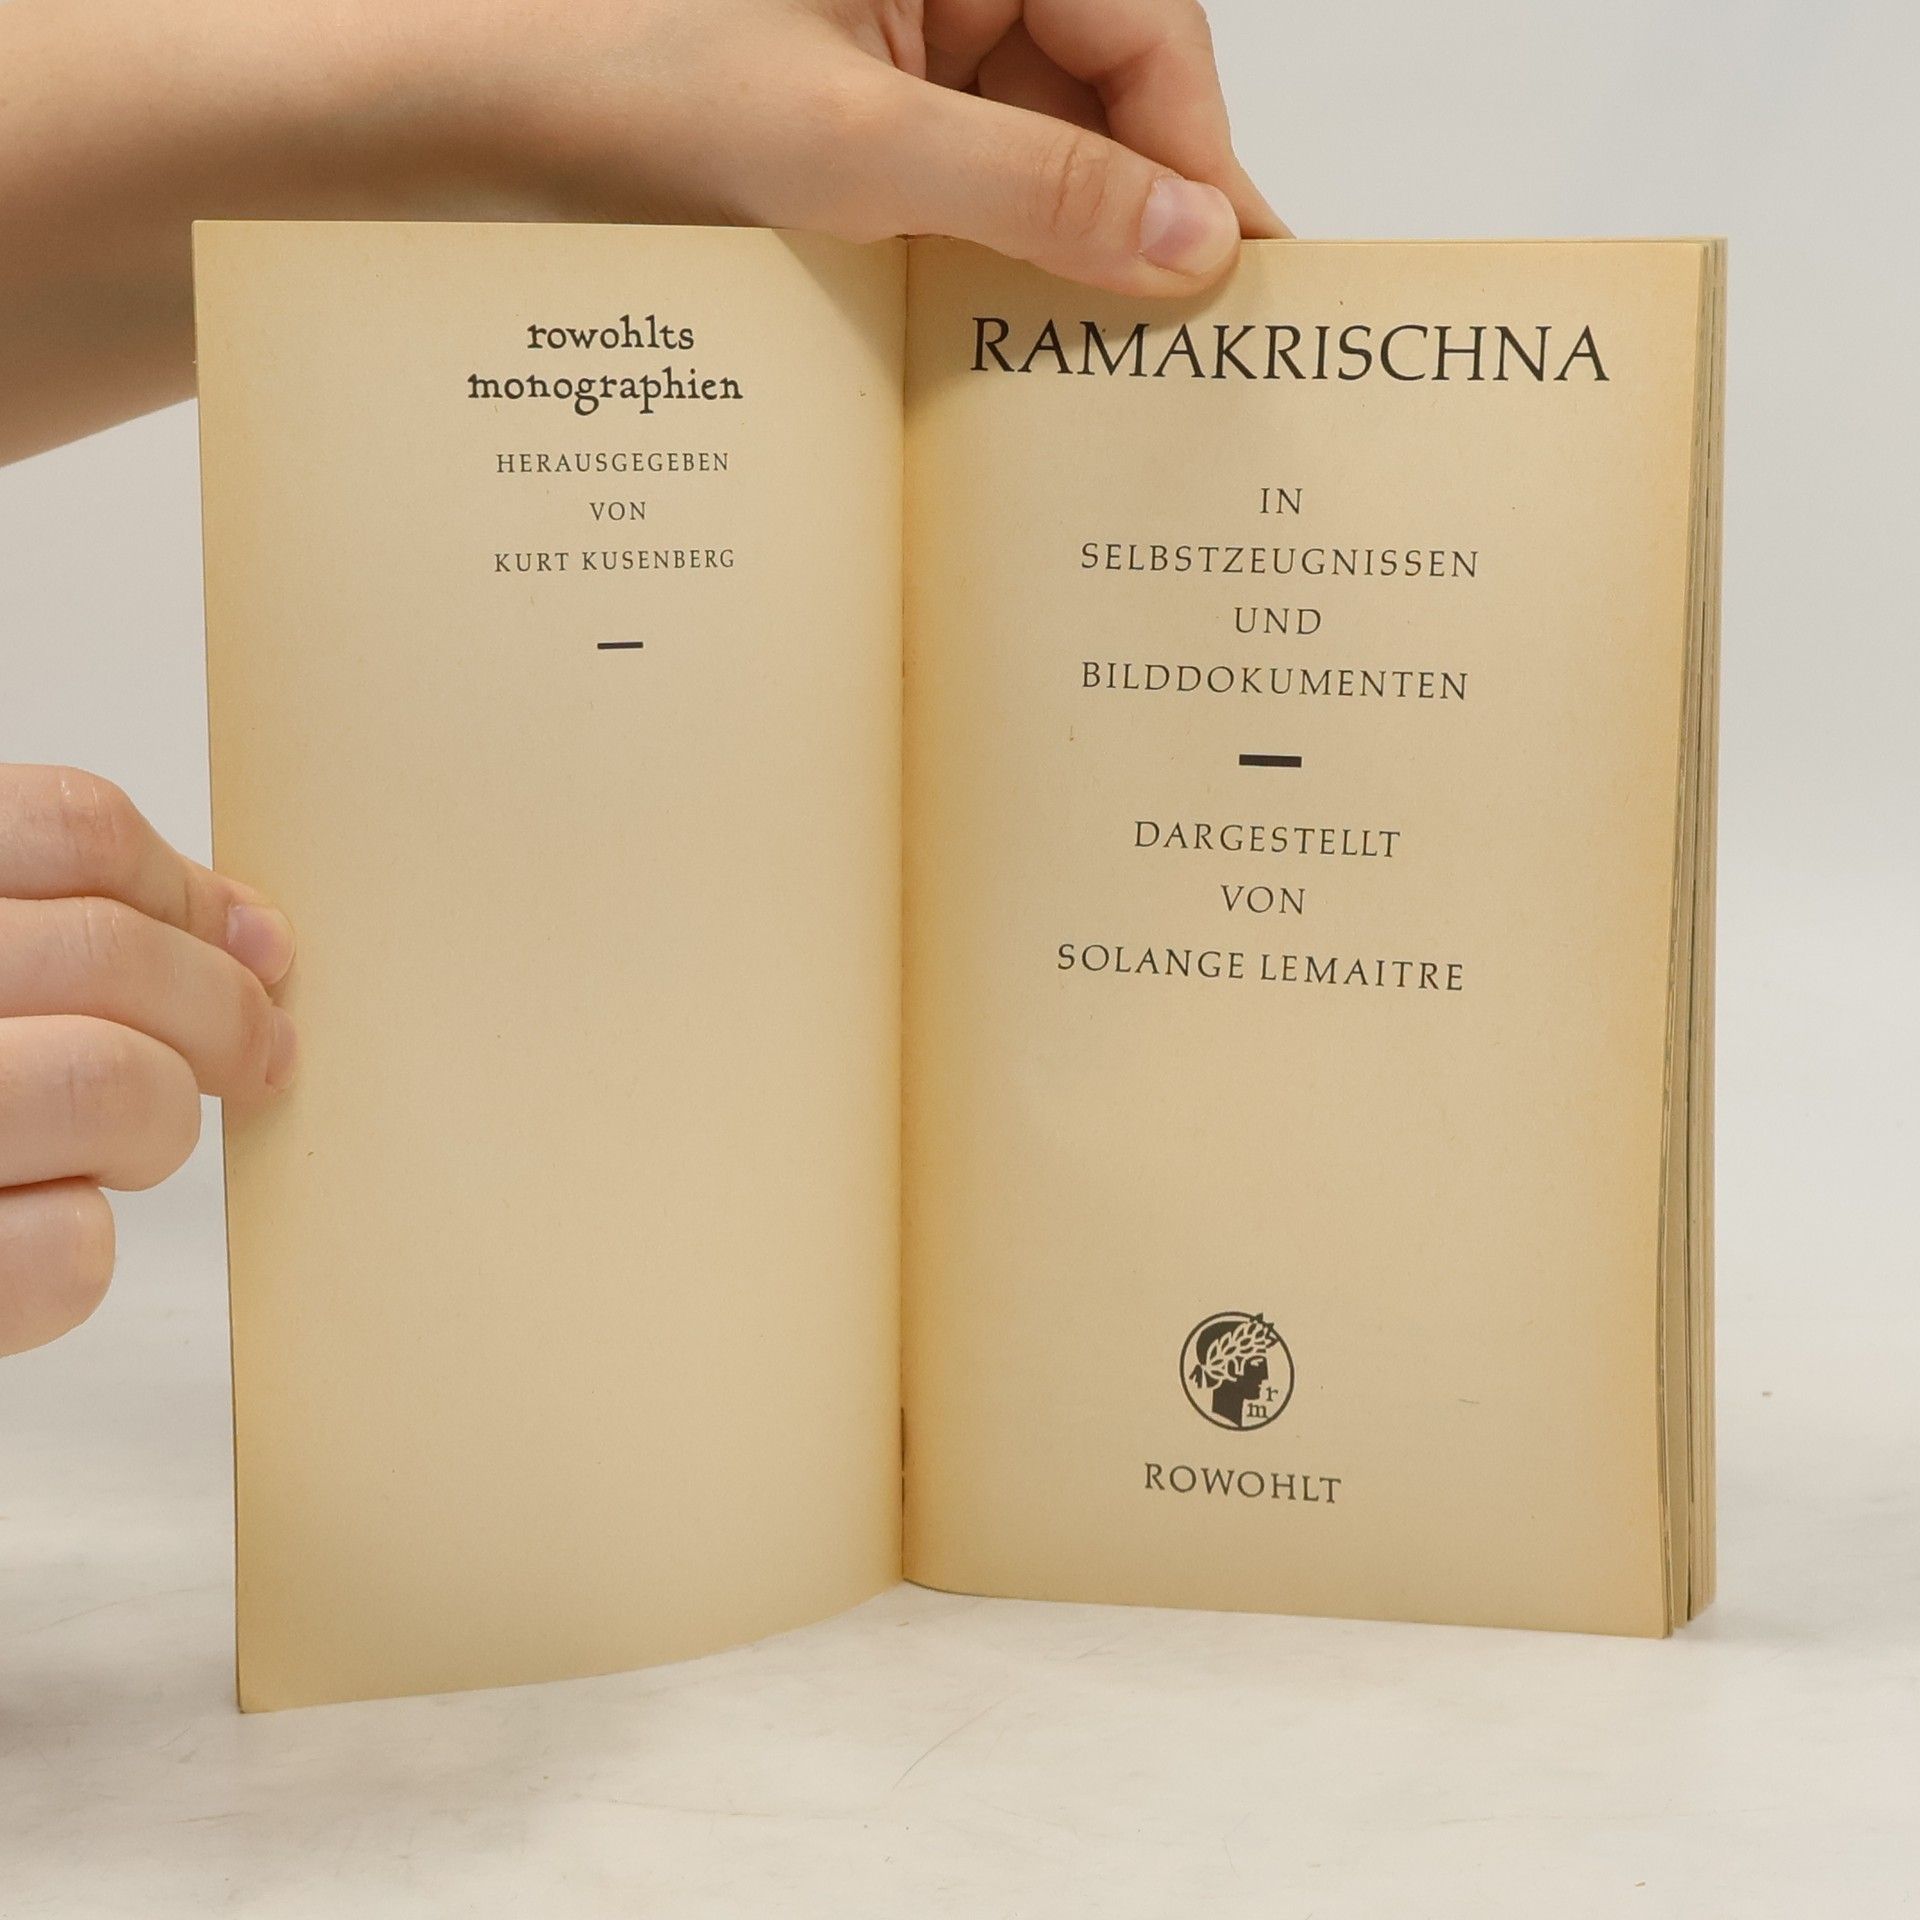 rowohlts
monographien
HERAUSGEGEBEN
VON
KURT KUSENBERG
RAMAKRISCHNA
IN
SELBSTZEUGNISSEN
UND
BILDDOKUMENTEN
DARGESTELLT
VON
SOLANGE LEMAITRE
r
m
ROWOHLT